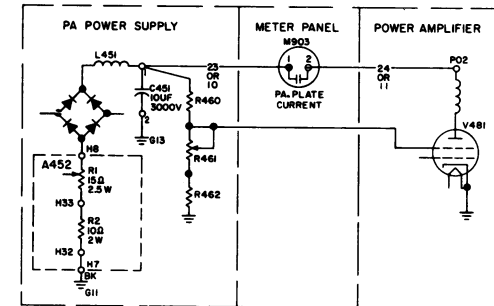 PA POWER SUPPLY
METER PANEL
POWER AMPLIFIER
L451
M903
1 2
PA. PLATE
CURRENT
23
OR
10
24
OR
11
P02
1
C451
10UF
3000V
2
G13
R460
R461
R462
V481
H8
A452
R1
15Ω
2.5W
H33
R2
10Ω
2W
H32
H7
BK
G11